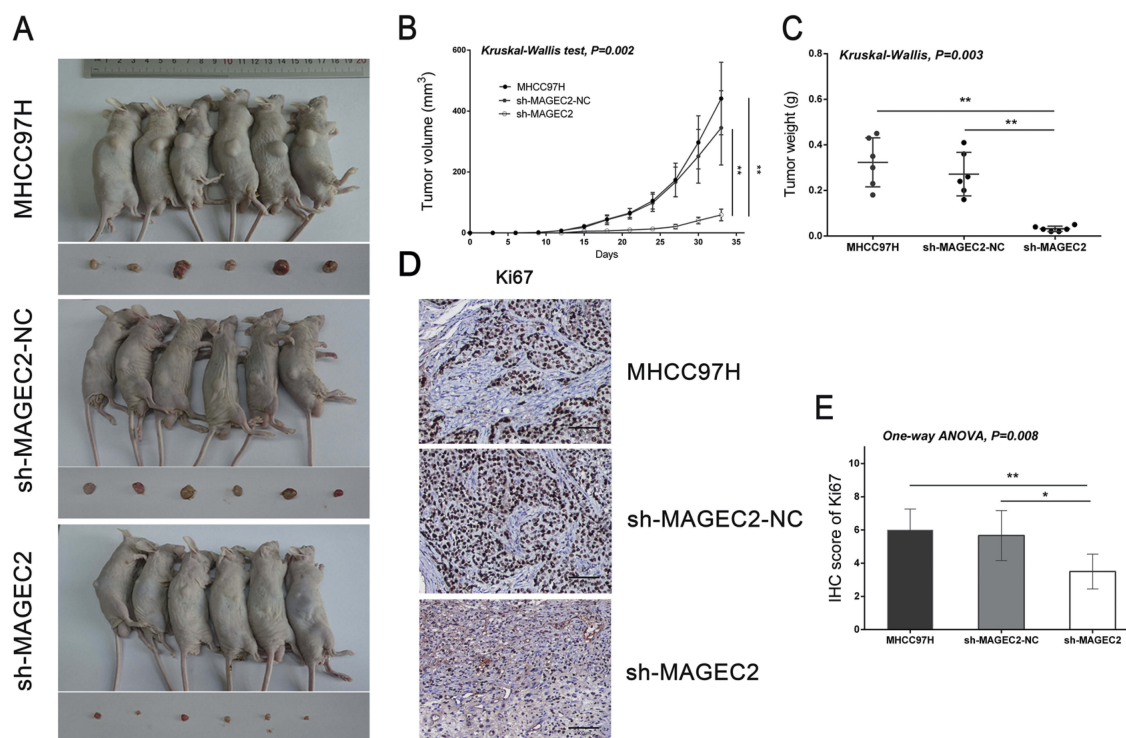 A
MHCC97H
sh-MAGEC2-NC
sh-MAGEC2
B
Kruskal-Wallis test, P=0.002
MHCC97H
sh-MAGEC2-NC
sh-MAGEC2
Tumor volume (mm3)
600
400
200
0
0 5 10 15 20 25 30 35
Days
**
**
C
Kruskal-Wallis, P=0.003
Tumor weight (g)
0.8
0.6
0.4
0.2
0.0
**
**
MHCC97H sh-MAGEC2-NC sh-MAGEC2
D
Ki67
MHCC97H
sh-MAGEC2-NC
sh-MAGEC2
E
One-way ANOVA, P=0.008
IHC score of Ki67
10
8
6
4
2
0
**
*
MHCC97H sh-MAGEC2-NC sh-MAGEC2